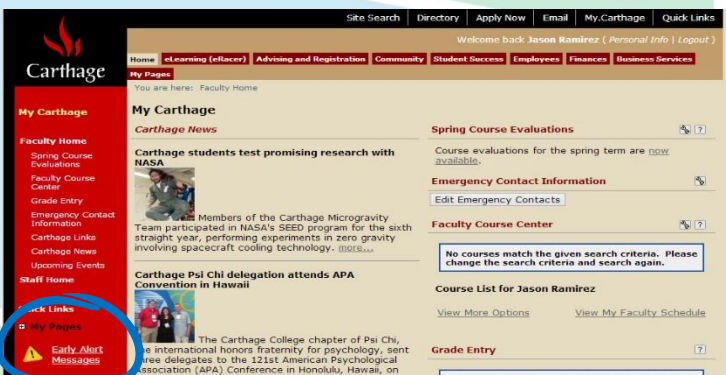 Site Search Directory Apply Now Email My.Carthage Quick Links
Welcome back Jason Ramirez ( Personal Info | Logout )
Carthage
Home eLearning (eRacer) Advising and Registration Community Student Success Employees Finances Business Services
My Pages
You are here: Faculty Home
My Carthage
Faculty Home
Spring Course
Evaluations
Faculty Course
Center
Grade Entry
Emergency Contact
Information
Carthage Links
Carthage News
Upcoming Events
Staff Home
Links
My Pages
Early Alert
Messages
My Carthage
Carthage News
Carthage students test promising research with
NASA
Members of the Carthage Microgravity
Team participated in NASA's SEED program for the sixth
straight year, performing experiments in zero gravity
involving spacecraft cooling technology. more...
Carthage Psi Chi delegation attends APA
Convention in Hawaii
The Carthage College chapter of Psi Chi,
the international honors fraternity for psychology, sent
three delegates to the 121st American Psychological
Association (APA) Conference in Honolulu, Hawaii, on
Spring Course Evaluations
Course evaluations for the spring term are now
available.
Emergency Contact Information
Edit Emergency Contacts
Faculty Course Center
No courses match the given search criteria. Please
change the search criteria and search again.
Course List for Jason Ramirez
View More Options View My Faculty Schedule
Grade Entry